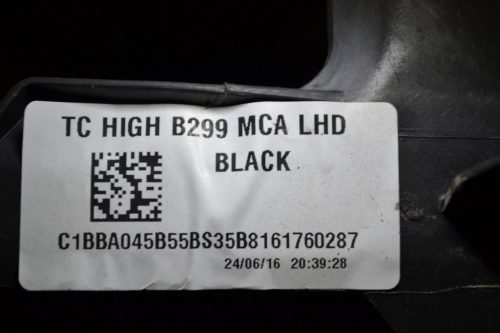 TC HIGH B299 MCA LHD
BLACK
C1BBA045B55BS35B8161760287
24/06/16 20:39:28